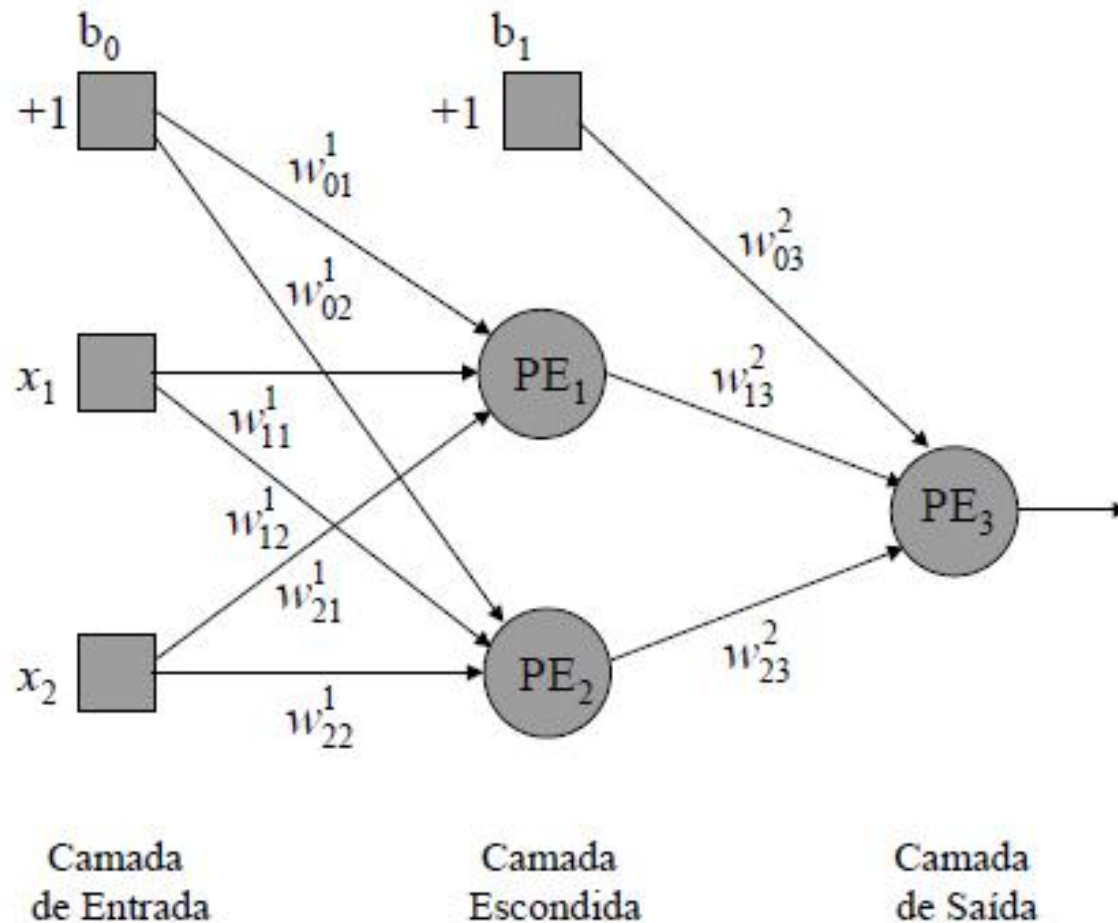 b₀
b₁
+1
+1
w¹₀₁
w²₀₃
w¹₀₂
x₁
PE₁
w²₁₃
w¹₁₁
PE₃
w¹₁₂
w¹₂₁
x₂
PE₂
w²₂₃
w¹₂₂
Camada
de Entrada
Camada
Escondida
Camada
de Saída